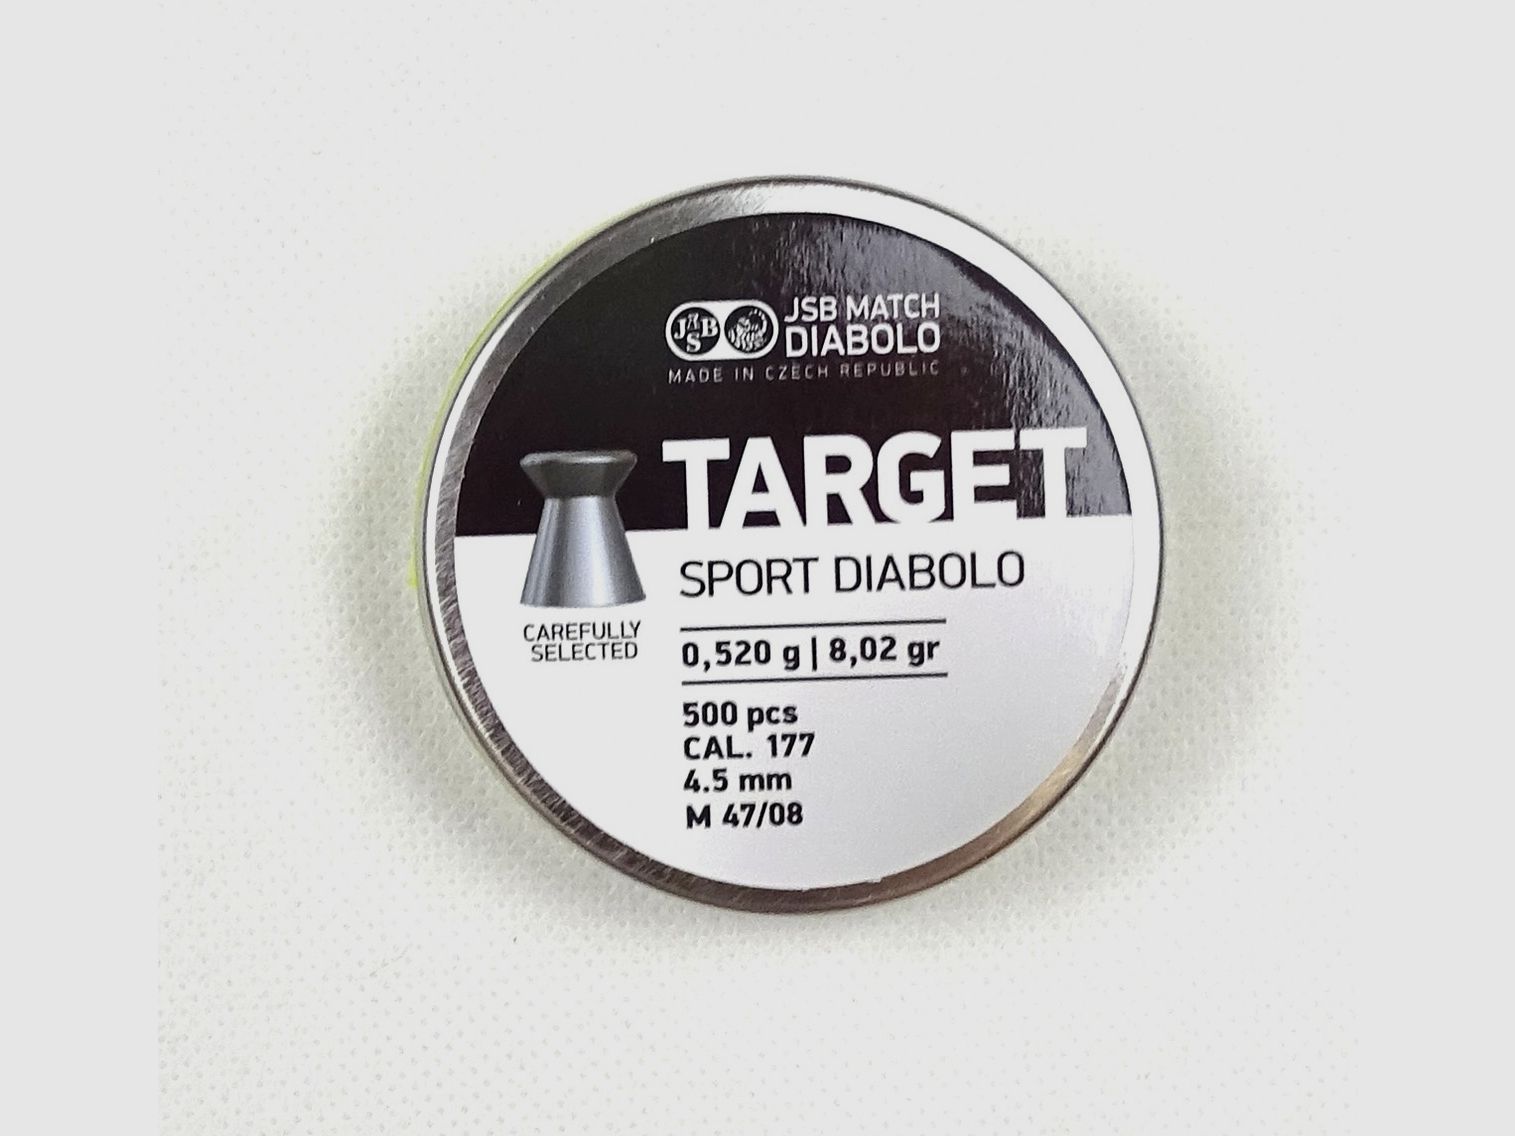 JSB MATCH
DIABOLO
MADE IN CZECH REPUBLIC
TARGET
SPORT DIABOLO
CAREFULLY
SELECTED
0,520 g | 8,02 gr
500 pcs
CAL. 177
4.5 mm
M 47/08